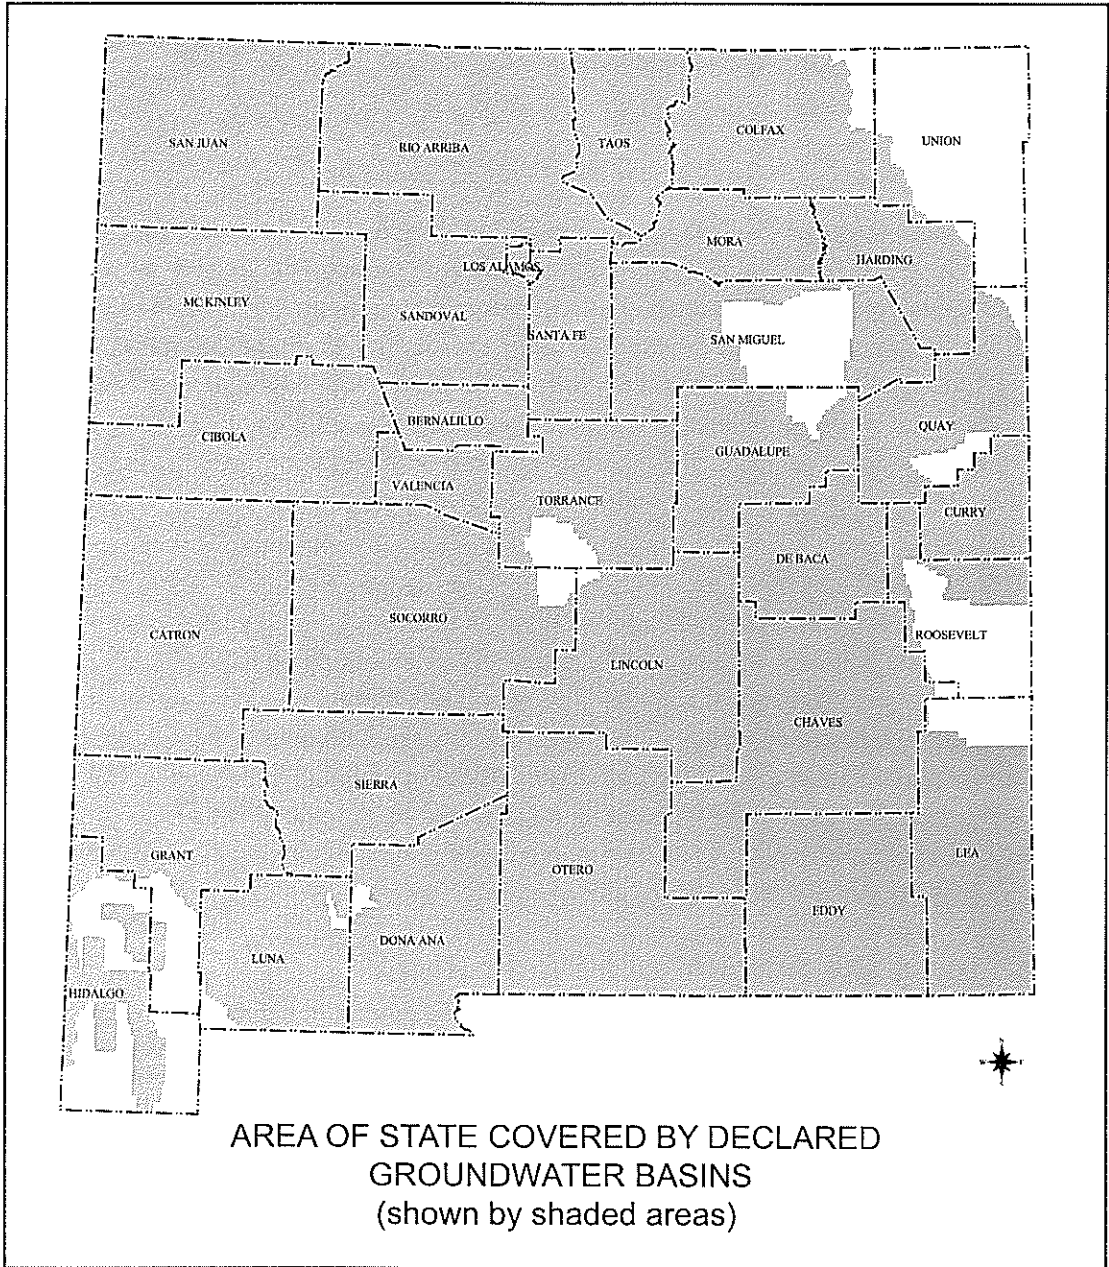 SAN JUAN
RIO ARRIBA
TAOS
COLFAX
UNION
MORA
HARDING
LOS ALAMOS
MC KINLEY
SANDOVAL
SANTA FE
SAN MIGUEL
BERNALILLO
CIBOLA
QUAY
GUADALUPE
VALENCIA
TORRANCE
CURRY
DE BACA
SOCORRO
CATRON
ROOSEVELT
LINCOLN
CHAVES
SIERRA
GRANT
OTERO
LEA
EDDY
DONA ANA
LUNA
HIDALGO
N
W
E
S
AREA OF STATE COVERED BY DECLARED
GROUNDWATER BASINS
(shown by shaded areas)